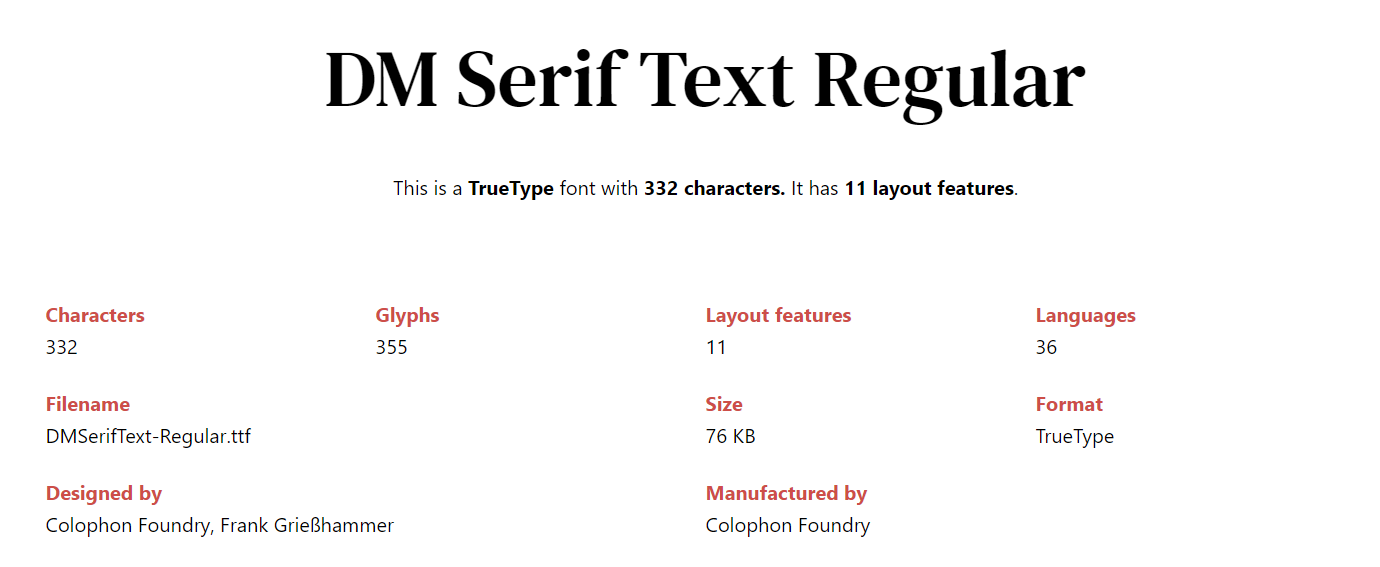 DM Serif Text Regular
This is a TrueType font with 332 characters. It has 11 layout features.
Characters
332
Glyphs
355
Layout features
11
Languages
36
Filename
DMSerifText-Regular.ttf
Size
76 KB
Format
TrueType
Designed by
Colophon Foundry, Frank Grießhammer
Manufactured by
Colophon Foundry